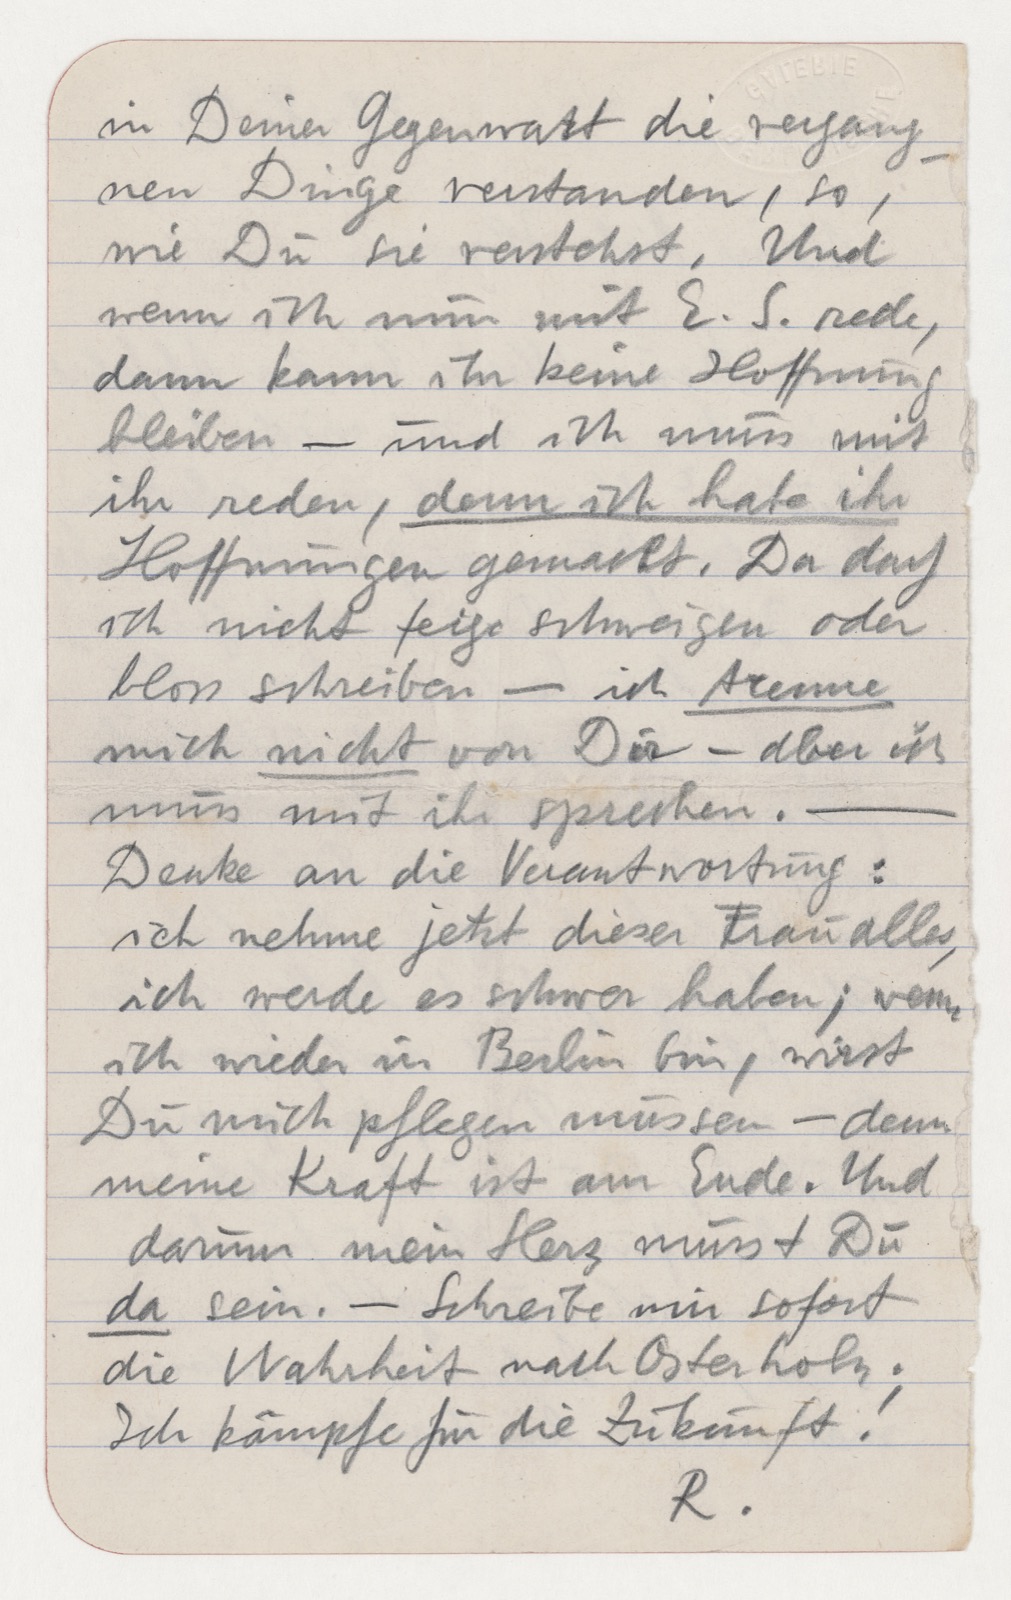 in Deiner Gegenwart die vergang-
nen Dinge verstanden, so,
wie Du sie verstehst. Und
wenn ich nun mit E. S. rede,
dann kann ihr keine Hoffnung
bleiben — und ich muss mit
ihr reden, denn ich habe ihr
Hoffnungen gemacht. Da darf
ich nicht feige schweigen oder
bloss schreiben — ich trenne
mich nicht von Dir – aber ich
muss mit ihr sprechen. —
Denke an die Verantwortung:
ich nehme jetzt dieser Frau alles,
ich werde es schwer haben; wenn
ich wieder in Berlin bin, wirst
Du mich pflegen müssen – denn
meine Kraft ist am Ende. Und
darum mein Herz musst Du
da sein. — Schreibe mir sofort
die Wahrheit nach Osterholz.
Ich kämpfe für die Zukunft!
R.